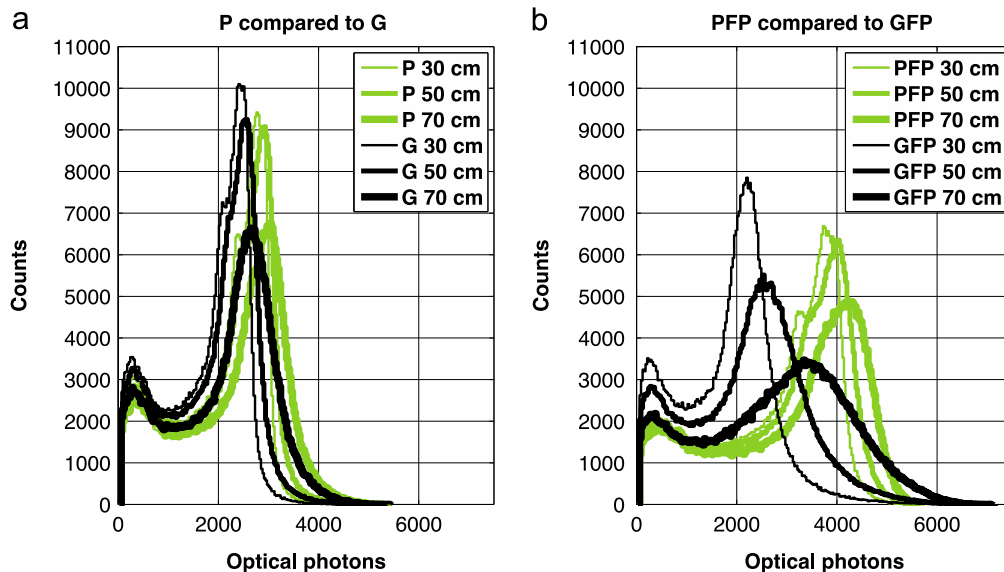 a
P compared to G
11000
10000
9000
8000
7000
6000
5000
4000
3000
2000
1000
0
Counts
P 30 cm
P 50 cm
P 70 cm
G 30 cm
G 50 cm
G 70 cm
0 2000 4000 6000
Optical photons
b
PFP compared to GFP
11000
10000
9000
8000
7000
6000
5000
4000
3000
2000
1000
0
Counts
PFP 30 cm
PFP 50 cm
PFP 70 cm
GFP 30 cm
GFP 50 cm
GFP 70 cm
0 2000 4000 6000
Optical photons